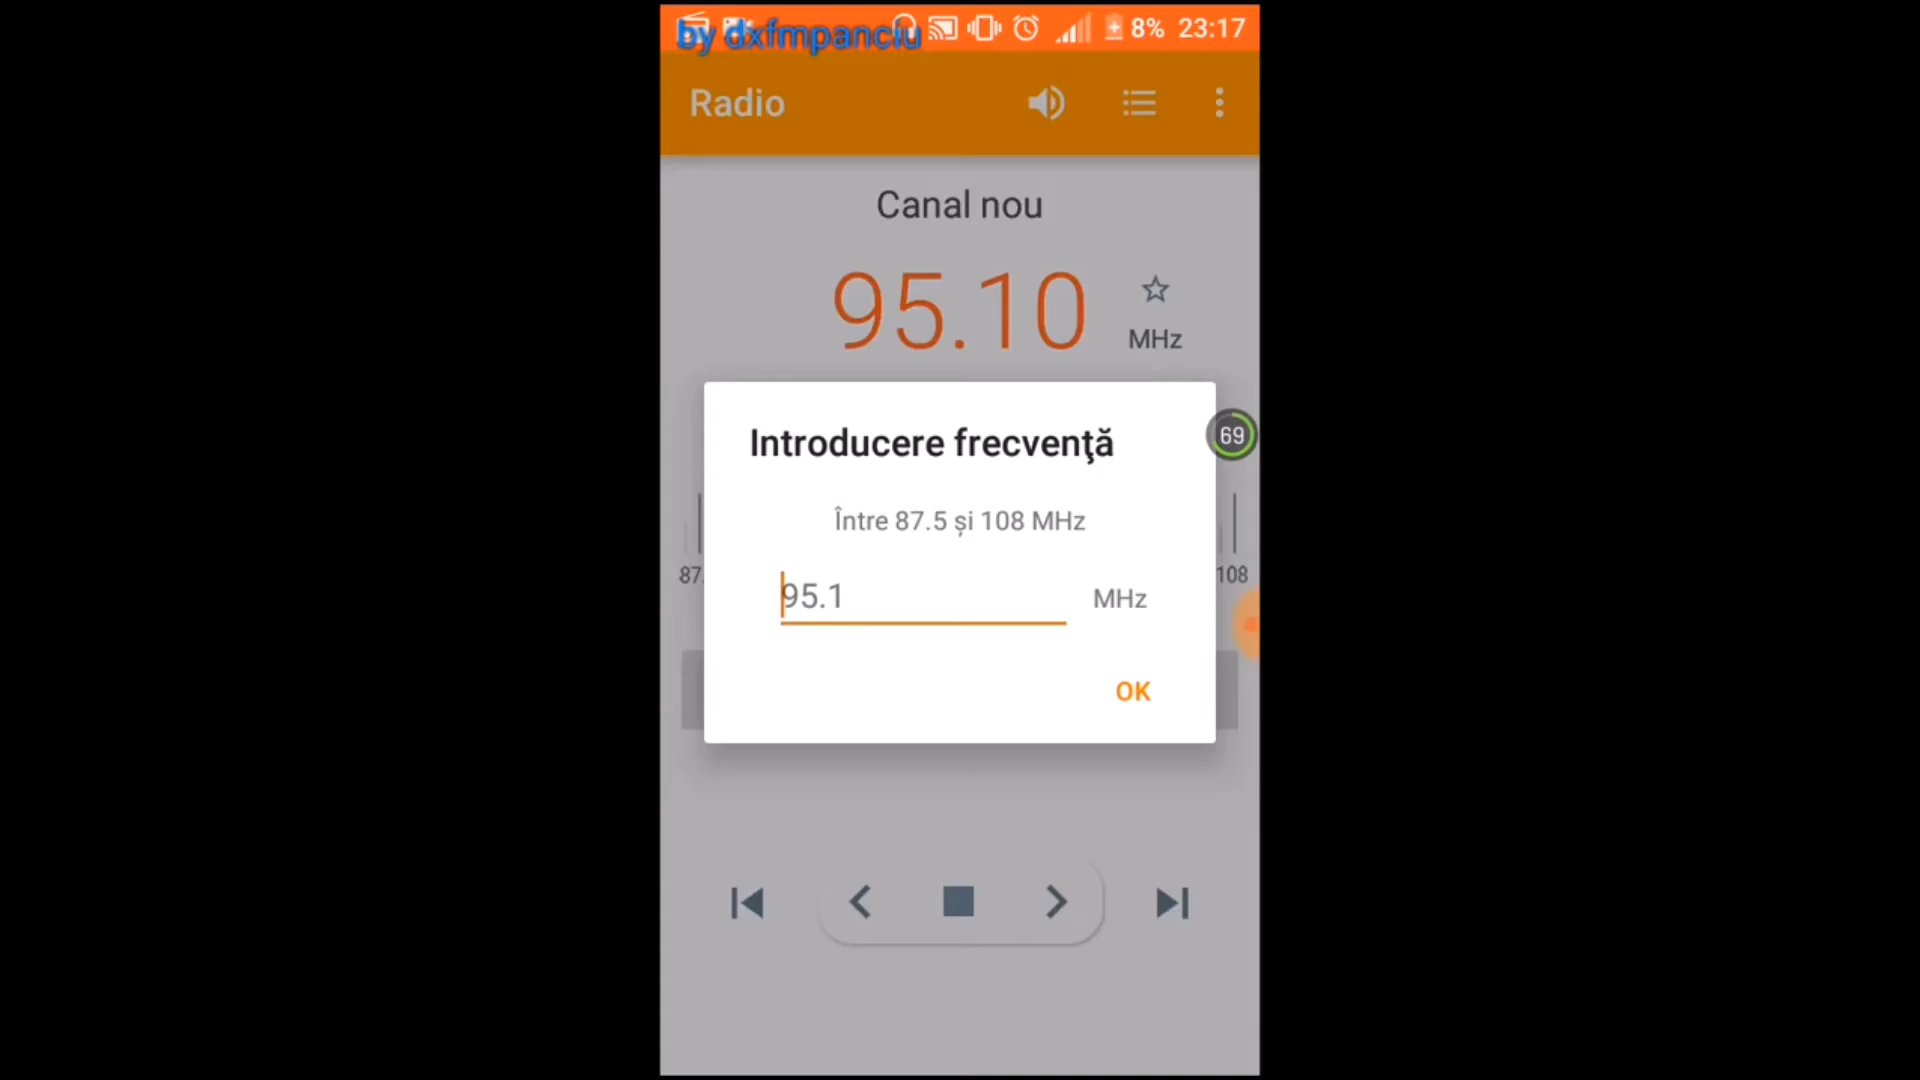 by dxfmpanciu
8% 23:17
Radio
Canal nou
95.10
MHz
Introducere frecvenţă
69
Între 87.5 și 108 MHz
87.
108
95.1
MHz
OK